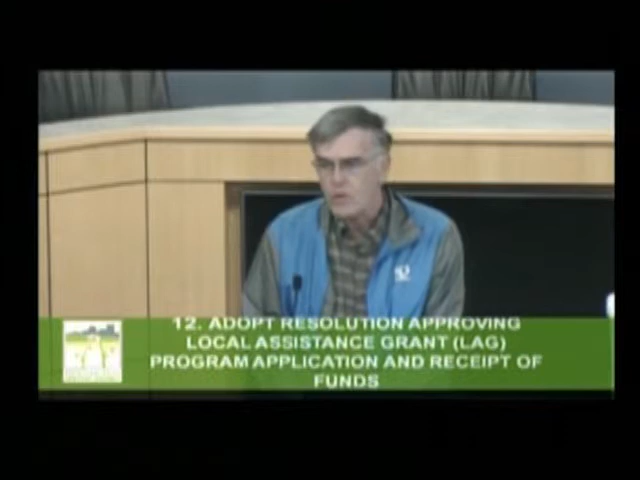 12. ADOPT RESOLUTION APPROVING
LOCAL ASSISTANCE GRANT (LAG)
PROGRAM APPLICATION AND RECEIPT OF
FUNDS